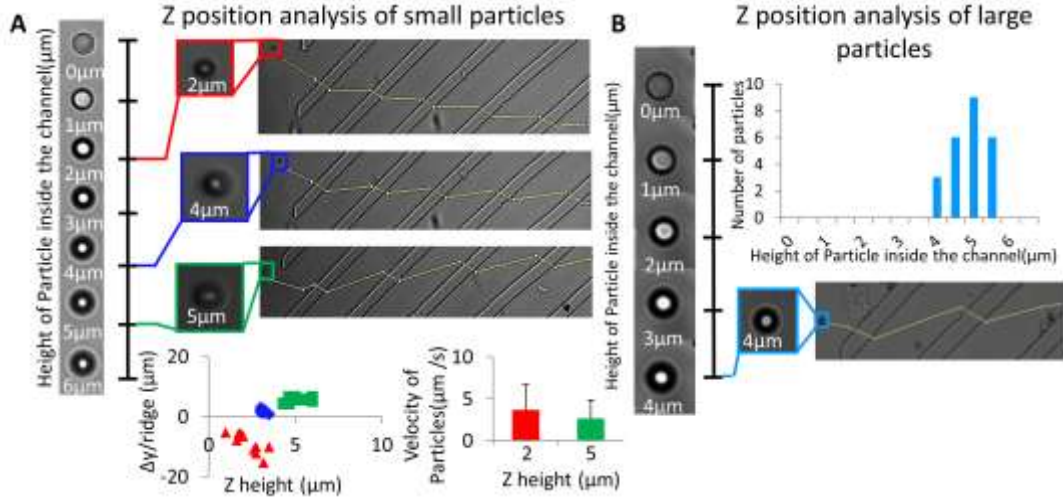 A
Z position analysis of small particles
Height of Particle inside the channel(μm)
0μm
1μm
2μm
3μm
4μm
5μm
6μm
2μm
4μm
5μm
Δy/ridge (μm)
20
0
-20
0
5
10
Z height (μm)
Velocity of
Particles(μm /s)
10
5
0
2
5
Z height (μm)
B
Z position analysis of large
particles
Height of Particle inside the channel(μm)
0μm
1μm
2μm
3μm
4μm
Number of particles
10
8
6
4
2
0
0
1
2
3
4
5
6
Height of Particle inside the channel(μm)
4μm